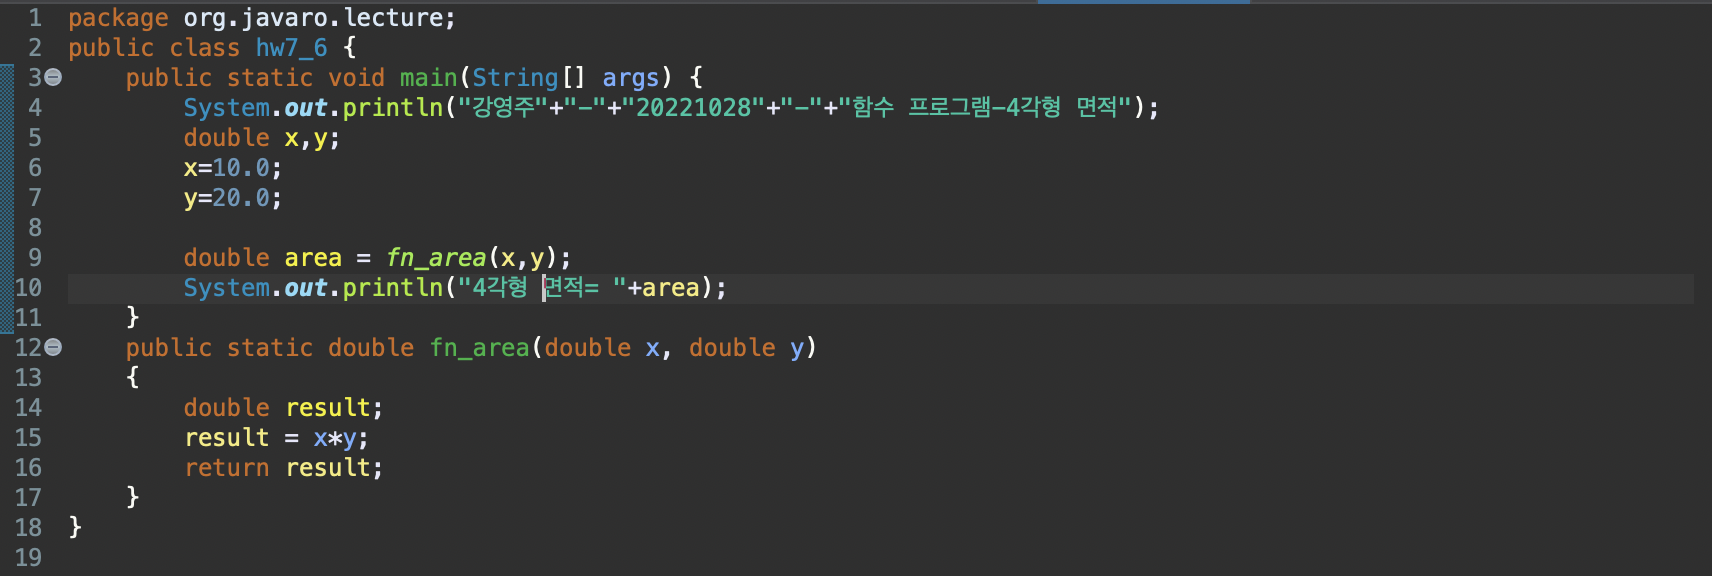 1 package org.javaro.lecture;
2 public class hw7_6 {
3 public static void main(String[] args) {
4 System.out.println("강영주"+"-"+"20221028"+"-"+"함수 프로그램-4각형 면적");
5 double x,y;
6 x=10.0;
7 y=20.0;
8
9 double area = fn_area(x,y);
10 System.out.println("4각형 면적= "+area);
11 }
12 public static double fn_area(double x, double y)
13 {
14 double result;
15 result = x*y;
16 return result;
17 }
18 }
19